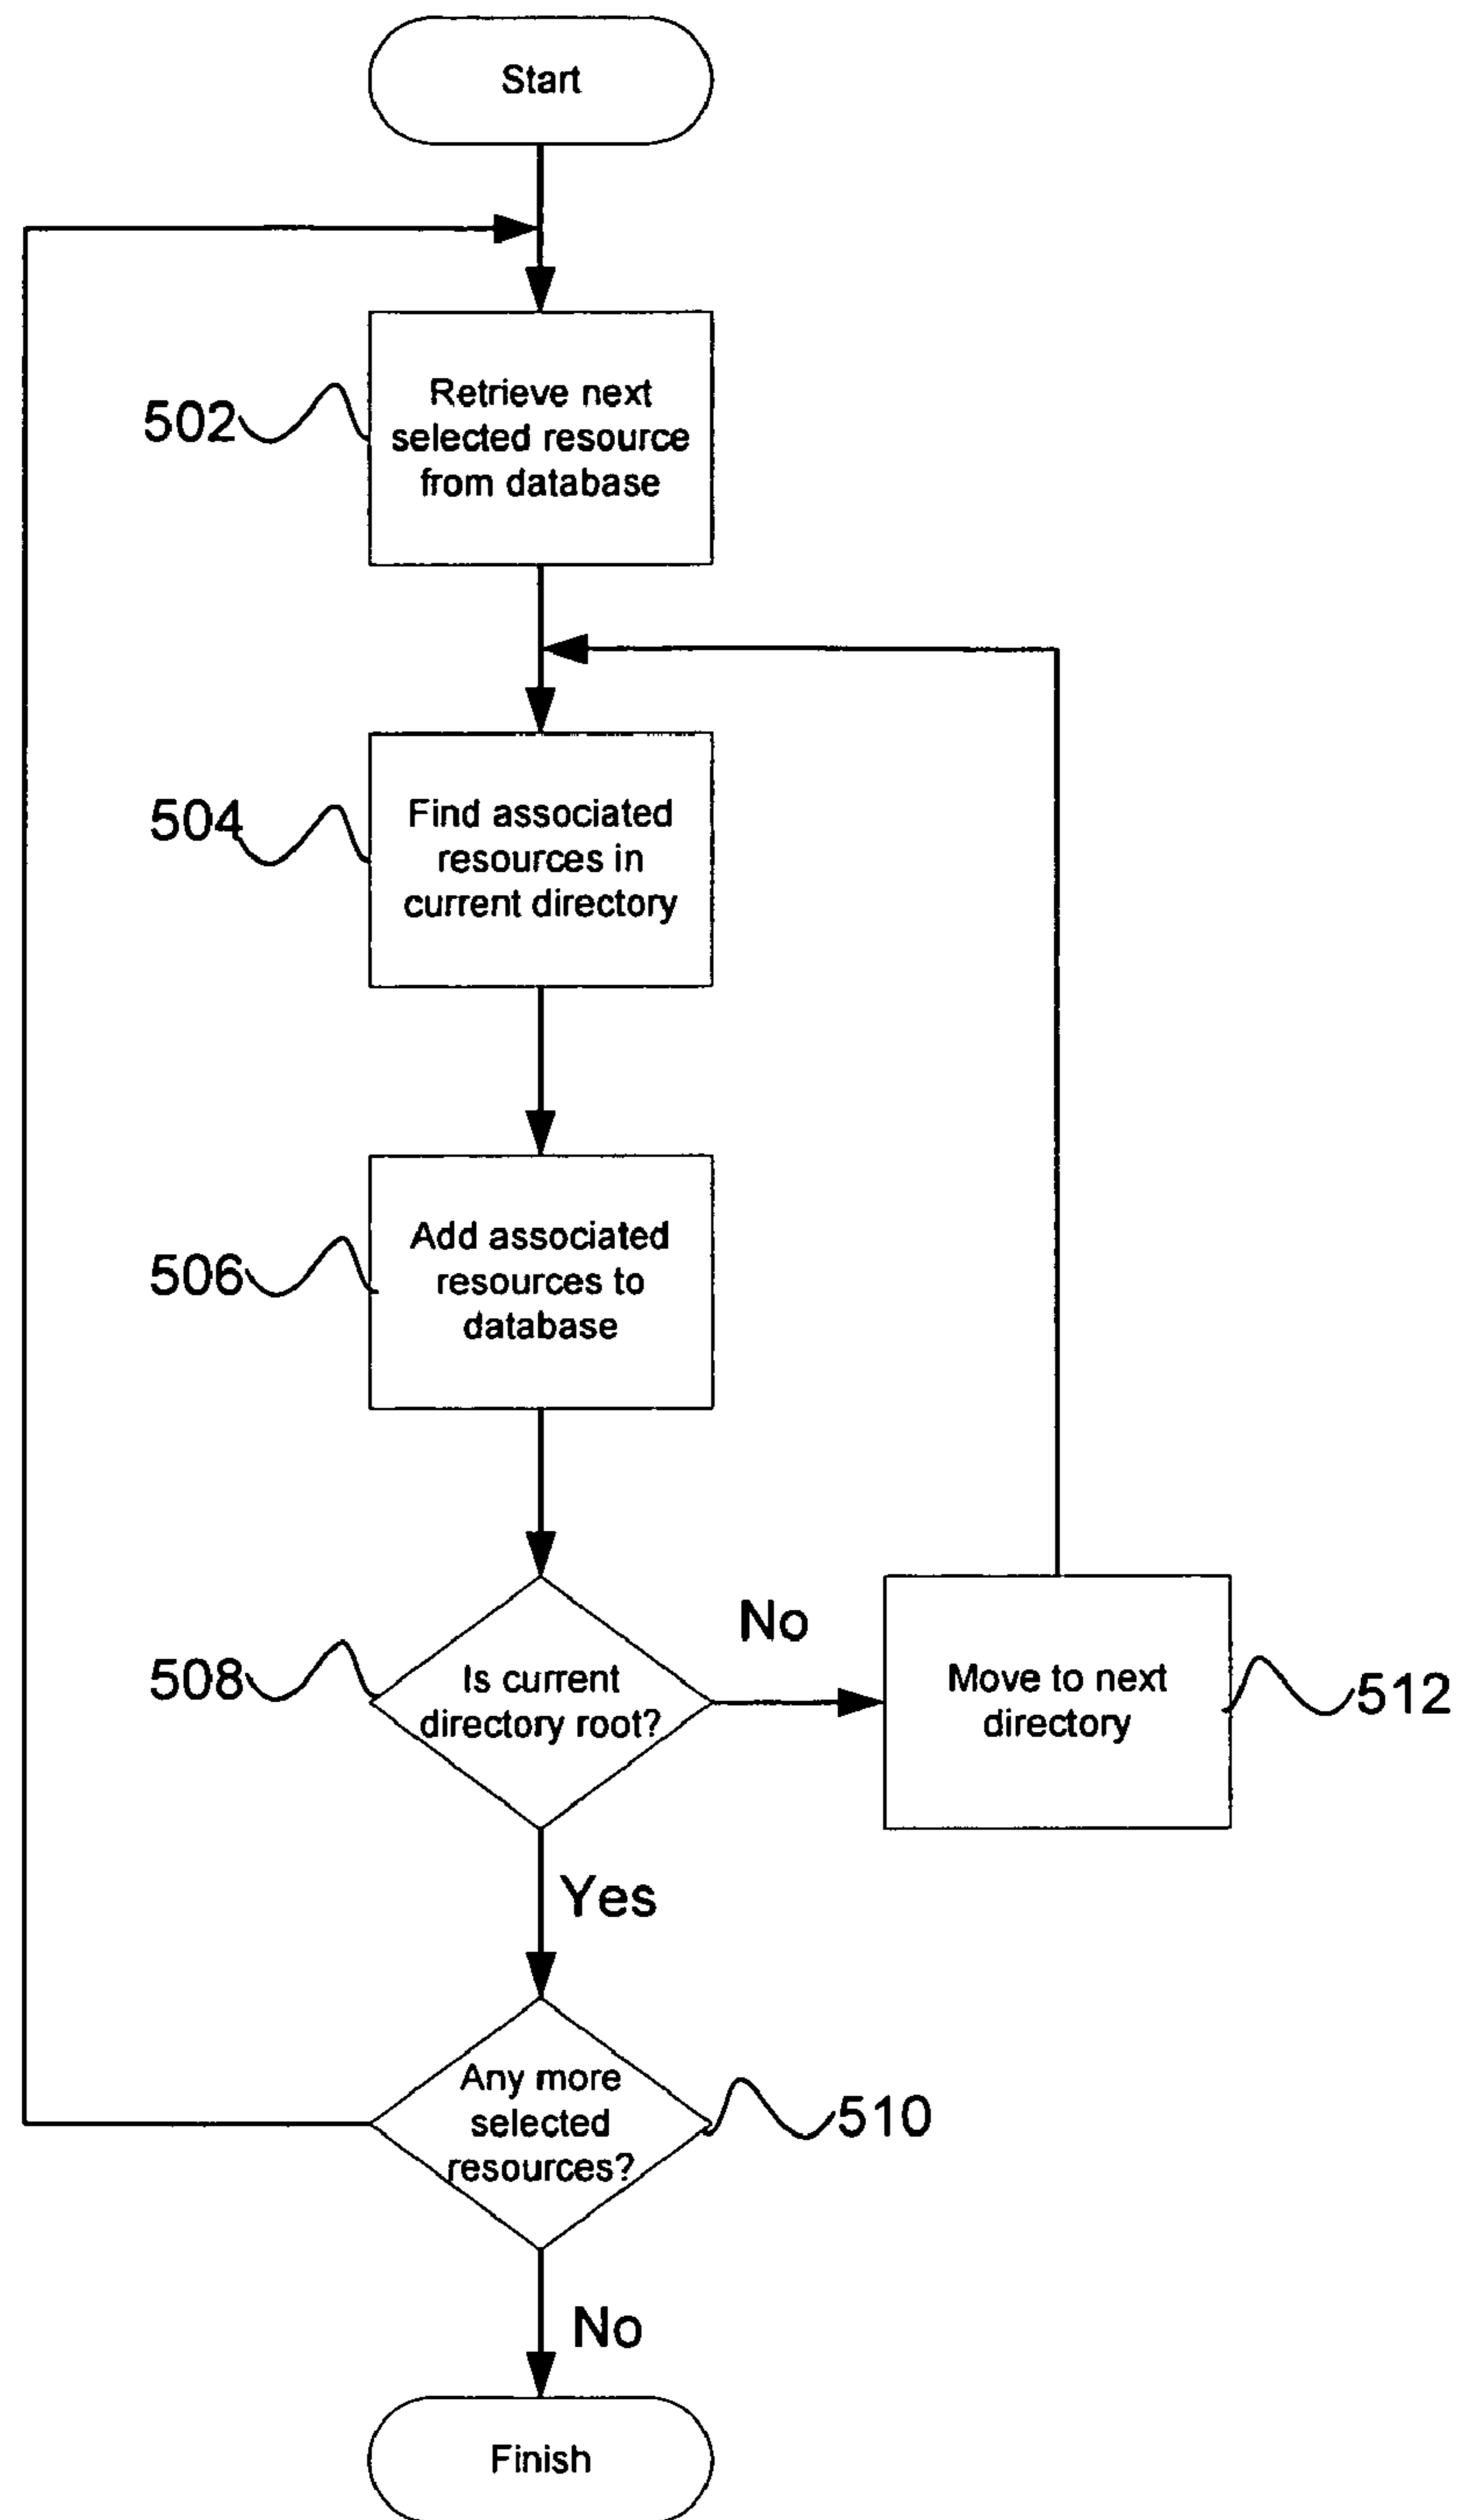 Start
502
Retrieve next
selected resource
from database
504
Find associated
resources in
current directory
506
Add associated
resources to
database
508
Is current
directory root?
No
Move to next
directory
512
Yes
Any more
selected
resources?
510
No
Finish